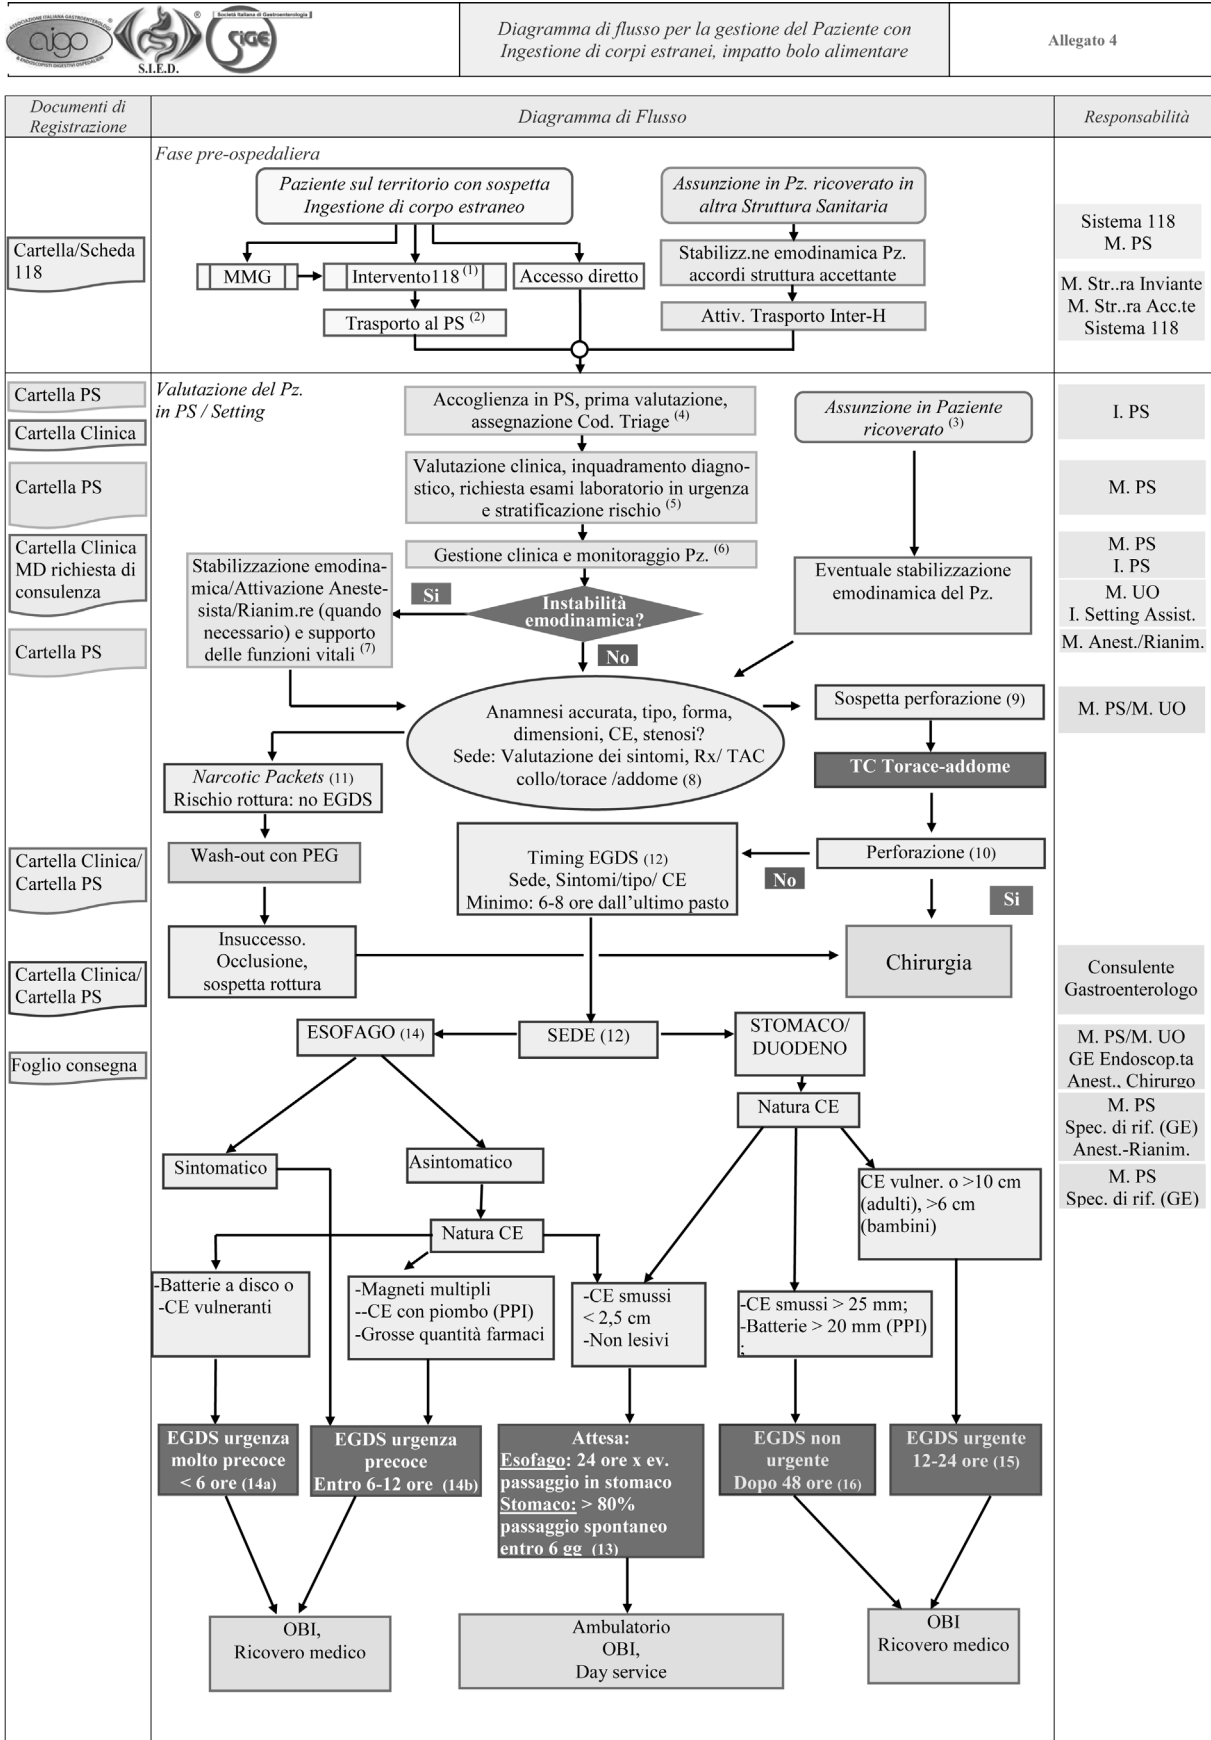 ASSOCIAZIONE ITALIANA GASTROENTEROLOGI
aigo
& ENDOSCOPISTI DIGESTIVI OSPEDALIERI
S.I.E.D.
Società Italiana di Gastroenterologia
SIGE
Diagramma di flusso per la gestione del Paziente con
Ingestione di corpi estranei, impatto bolo alimentare
Allegato 4
Documenti di
Registrazione
Diagramma di Flusso
Responsabilità
Fase pre-ospedaliera
Paziente sul territorio con sospetta
Ingestione di corpo estraneo
Assunzione in Pz. ricoverato in
altra Struttura Sanitaria
Cartella/Scheda
118
MMG
Intervento118 (1)
Accesso diretto
Stabilizz.ne emodinamica Pz.
accordi struttura accettante
Trasporto al PS (2)
Attiv. Trasporto Inter-H
Sistema 118
M. PS
M. Str..ra Inviante
M. Str..ra Acc.te
Sistema 118
Valutazione del Pz.
in PS / Setting
Cartella PS
Cartella Clinica
Cartella PS
Cartella Clinica
MD richiesta di
consulenza
Cartella PS
Accoglienza in PS, prima valutazione,
assegnazione Cod. Triage (4)
Assunzione in Paziente
ricoverato (3)
I. PS
Valutazione clinica, inquadramento diagno-
stico, richiesta esami laboratorio in urgenza
e stratificazione rischio (5)
M. PS
Gestione clinica e monitoraggio Pz. (6)
Stabilizzazione emodina-
mica/Attivazione Aneste-
sista/Rianim.re (quando
necessario) e supporto
delle funzioni vitali (7)
Si
Instabilità
emodinamica?
No
Eventuale stabilizzazione
emodinamica del Pz.
M. PS
I. PS
M. UO
I. Setting Assist.
M. Anest./Rianim.
Anamnesi accurata, tipo, forma,
dimensioni, CE, stenosi?
Sede: Valutazione dei sintomi, Rx/ TAC
collo/torace /addome (8)
Sospetta perforazione (9)
M. PS/M. UO
TC Torace-addome
Narcotic Packets (11)
Rischio rottura: no EGDS
Wash-out con PEG
Timing EGDS (12)
Sede, Sintomi/tipo/ CE
Minimo: 6-8 ore dall’ultimo pasto
Perforazione (10)
No
Si
Cartella Clinica/
Cartella PS
Insuccesso.
Occlusione,
sospetta rottura
Chirurgia
Cartella Clinica/
Cartella PS
Consulente
Gastroenterologo
ESOFAGO (14)
SEDE (12)
STOMACO/
DUODENO
Foglio consegna
M. PS/M. UO
GE Endoscop.ta
Anest., Chirurgo
M. PS
Spec. di rif. (GE)
Anest.-Rianim.
M. PS
Spec. di rif. (GE)
Natura CE
Sintomatico
Asintomatico
CE vulner. o >10 cm
(adulti), >6 cm
(bambini)
Natura CE
-Batterie a disco o
-CE vulneranti
-Magneti multipli
--CE con piombo (PPI)
-Grosse quantità farmaci
-CE smussi
< 2,5 cm
-Non lesivi
-CE smussi > 25 mm;
-Batterie > 20 mm (PPI)
;
EGDS urgenza
molto precoce
< 6 ore (14a)
EGDS urgenza
precoce
Entro 6-12 ore (14b)
Attesa:
Esofago: 24 ore x ev.
passaggio in stomaco
Stomaco: > 80%
passaggio spontaneo
entro 6 gg (13)
EGDS non
urgente
Dopo 48 ore (16)
EGDS urgente
12-24 ore (15)
OBI,
Ricovero medico
Ambulatorio
OBI,
Day service
OBI
Ricovero medico